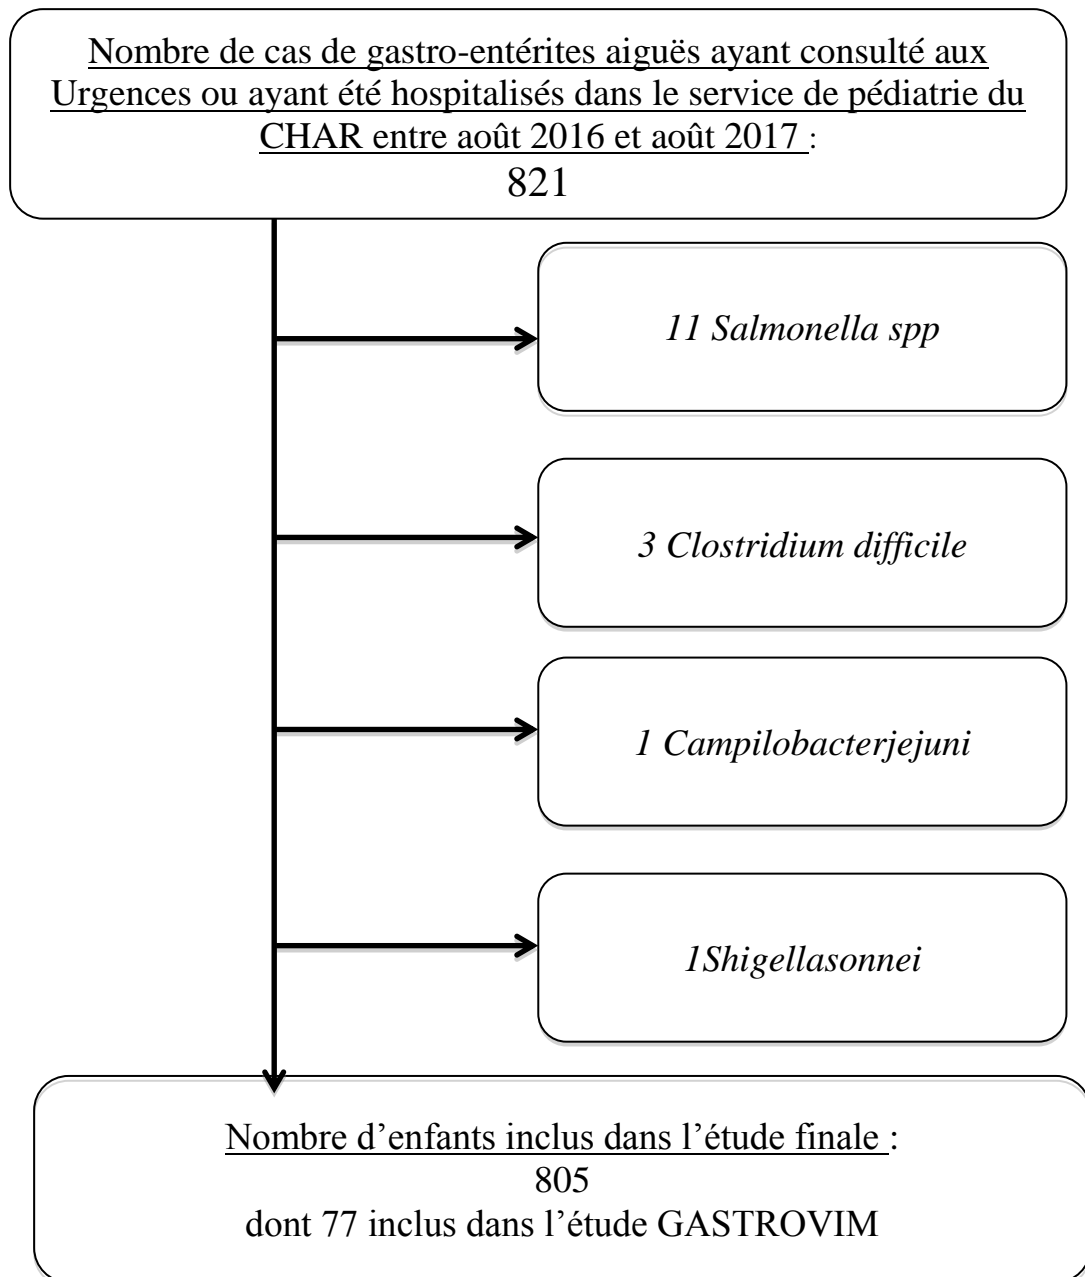 Nombre de cas de gastro-entérites aiguës ayant consulté aux
Urgences ou ayant été hospitalisés dans le service de pédiatrie du
CHAR entre août 2016 et août 2017 :
821
11 Salmonella spp
3 Clostridium difficile
1 Campilobacterjejuni
1Shigellasonnei
Nombre d’enfants inclus dans l’étude finale :
805
dont 77 inclus dans l’étude GASTROVIM